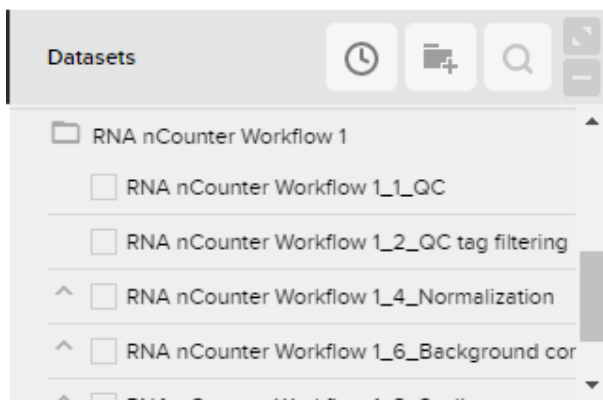 Datasets
RNA nCounter Workflow 1
RNA nCounter Workflow 1_1_QC
RNA nCounter Workflow 1_2_QC tag filtering
RNA nCounter Workflow 1_4_Normalization
RNA nCounter Workflow 1_6_Background cor